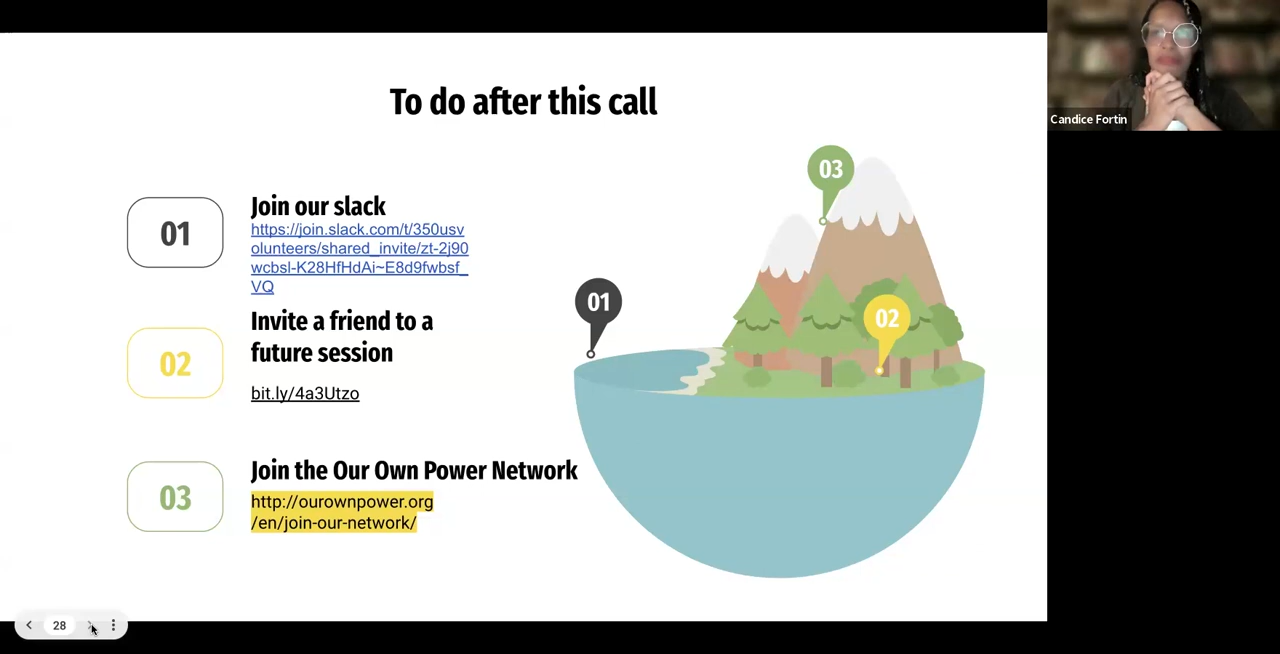 To do after this call
01
Join our slack
https://join.slack.com/t/350usv
olunteers/shared_invite/zt-2j90
wcbsl-K28HfHdAi~E8d9fwbsf_
VQ
02
Invite a friend to a
future session
bit.ly/4a3Utzo
03
Join the Our Own Power Network
http://ourownpower.org
/en/join-our-network/
03
01
02
28
Candice Fortin